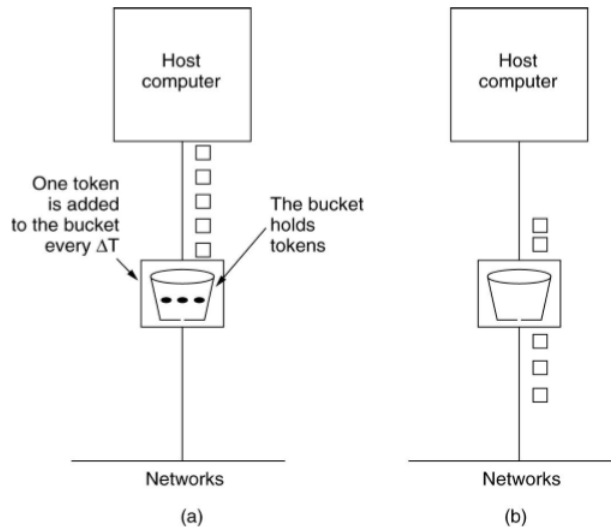 Host
computer
One token
is added
to the bucket
every ΔT
The bucket
holds
tokens
Networks
(a)
Host
computer
Networks
(b)